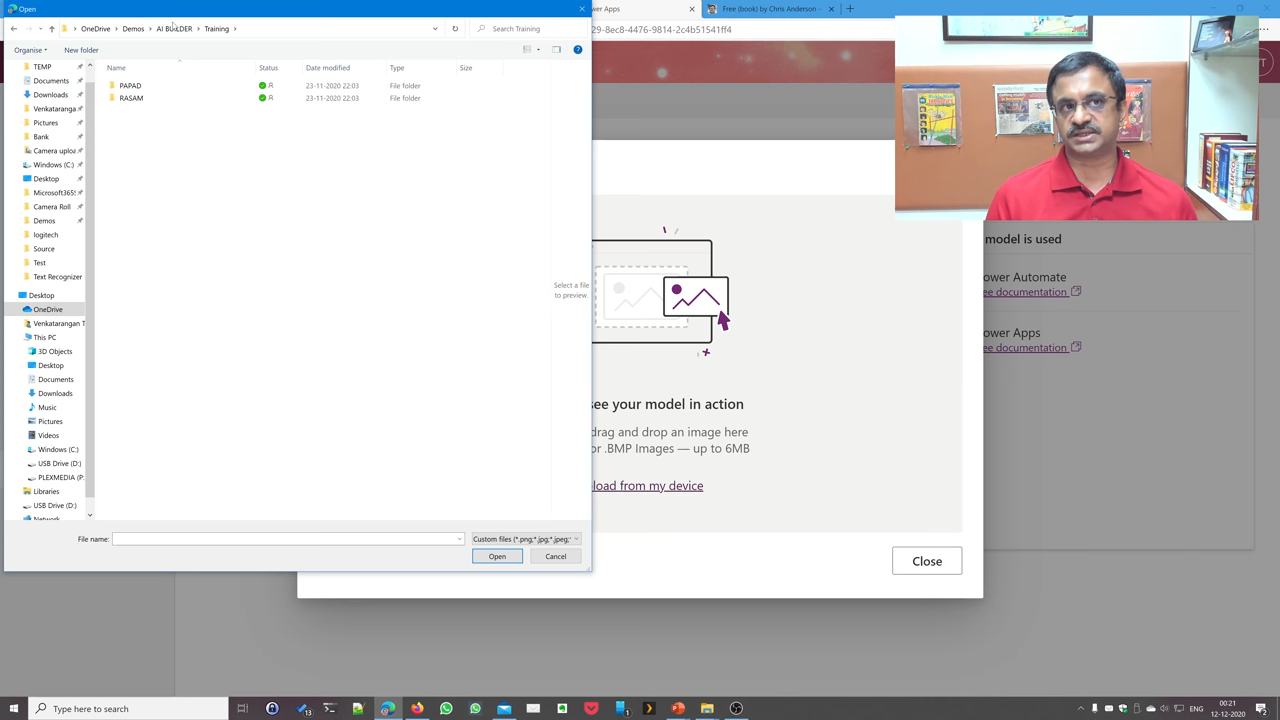 Open
ower Apps
Free (book) by Chris Anderson -
OneDrive > Demos > AI BUILDER > Training >
Search Training
29-8ec8-4476-9814-2c4b51541ff4
Organise
New folder
Name
Status
Date modified
Type
Size
PAPAD
23-11-2020 22:03
File folder
RASAM
23-11-2020 22:03
File folder
TEMP
Documents
Downloads
Venkataranga
Pictures
Bank
Camera uploa
Windows (C:)
Desktop
Microsoft365
Camera Roll
Demos
logitech
Source
Test
Text Recognizer
Desktop
OneDrive
Venkatarangan T
This PC
3D Objects
Desktop
Documents
Downloads
Music
Pictures
Videos
Windows (C:)
USB Drive (D:)
PLEXMEDIA (P:
Libraries
USB Drive (D:)
Network
Select a file
to preview.
File name:
Custom files (*.png;*.jpg;*.jpeg;*
Open
Cancel
see your model in action
drag and drop an image here
or .BMP Images — up to 6MB
load from my device
Close
model is used
ower Automate
ee documentation
ower Apps
ee documentation
Type here to search
ENG
00:21
12-12-2020